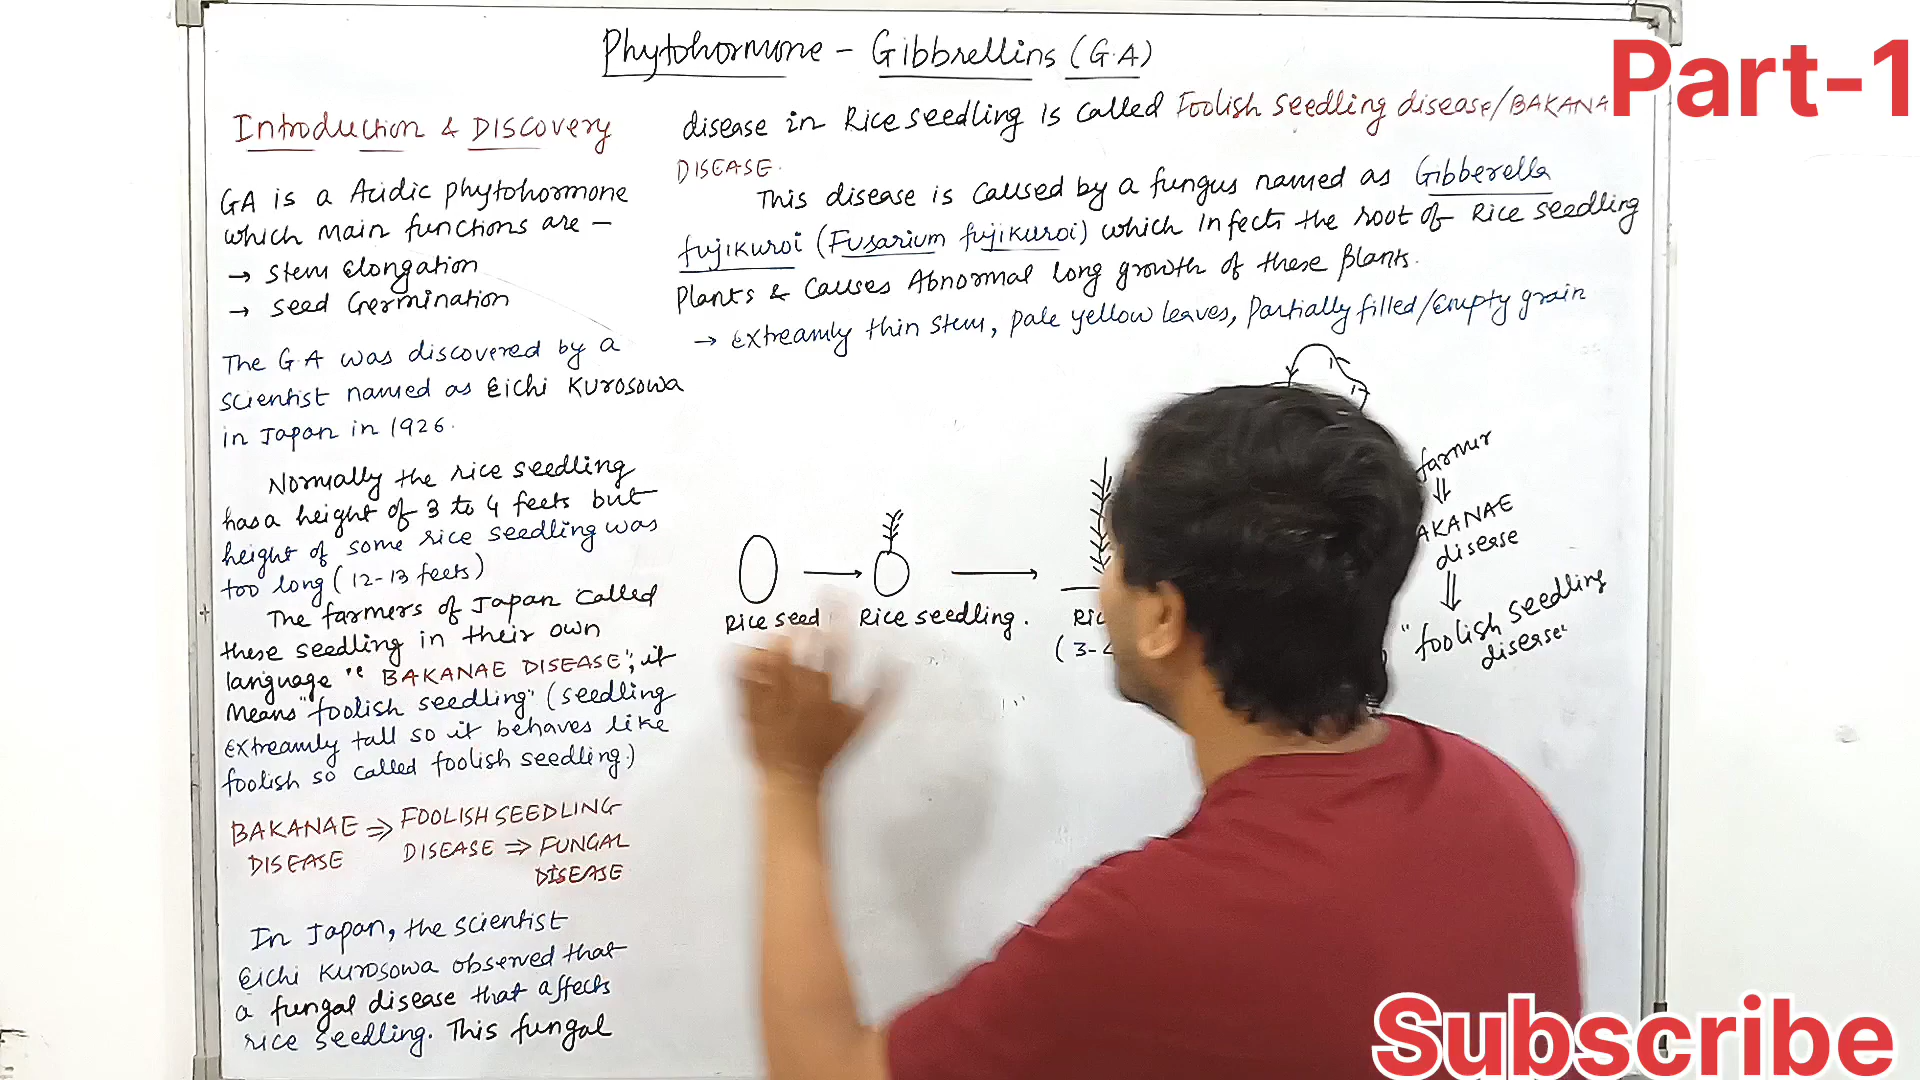 Phytohormone - Gibbrellins (G.A)
Part-1
Introduction & DISCOVERY
GA is a Acidic phytohormone
which main functions are -
→ Stem Elongation
→ Seed Germination
The G.A was discovered by a
scientist named as Eichi Kurosowa
in Japan in 1926.
Normally the rice seedling
has a height of 3 to 4 feets but
height of some rice seedling was
too long (12-13 feets)
The farmers of Japan called
these seedling in their own
language "BAKANAE DISEASE", it
Means "foolish seedling" (seedling
extreamly tall so it behaves like
foolish so called foolish seedling.)
BAKANAE ⇒ FOOLISH SEEDLING
DISEASE DISEASE ⇒ FUNGAL
DISEASE
In Japan, the scientist
Eichi Kurosowa observed that
a fungal disease that affects
rice seedling. This fungal
disease in Rice seedling is called Foolish seedling disease/BAKANA
DISEASE.
This disease is caused by a fungus named as Gibberella
fujikuroi (Fusarium fujikuroi) which Infects the root of Rice seedling
Plants & Causes Abnormal long growth of these plants.
→ Extreamly thin stem, pale yellow leaves, Partially filled/Empty grain
Rice seed
Rice seedling.
Ric
(3-4
farmer
AKANAE
disease
"foolish seedling
disease"
Subscribe